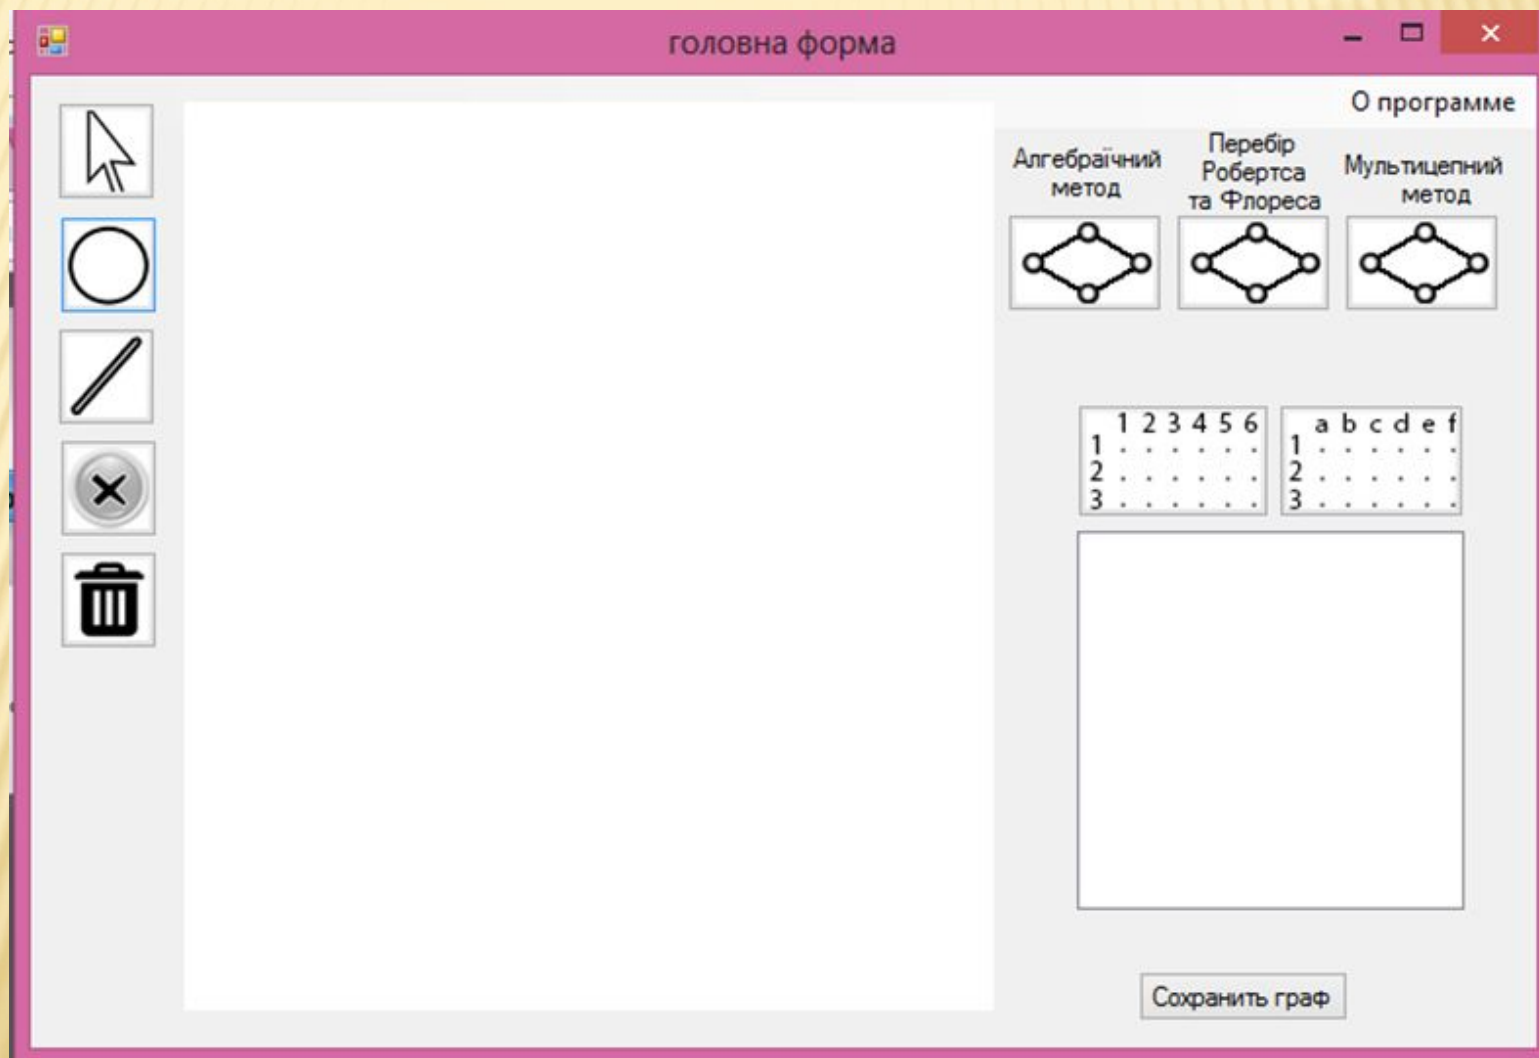 головна форма
О программе
Алгебраїчний
метод
Перебір
Робертса
та Флореса
Мультицепний
метод
1 2 3 4 5 6
1 . . . . . .
2 . . . . . .
3 . . . . . .
a b c d e f
1 . . . . . .
2 . . . . . .
3 . . . . . .
Сохранить граф